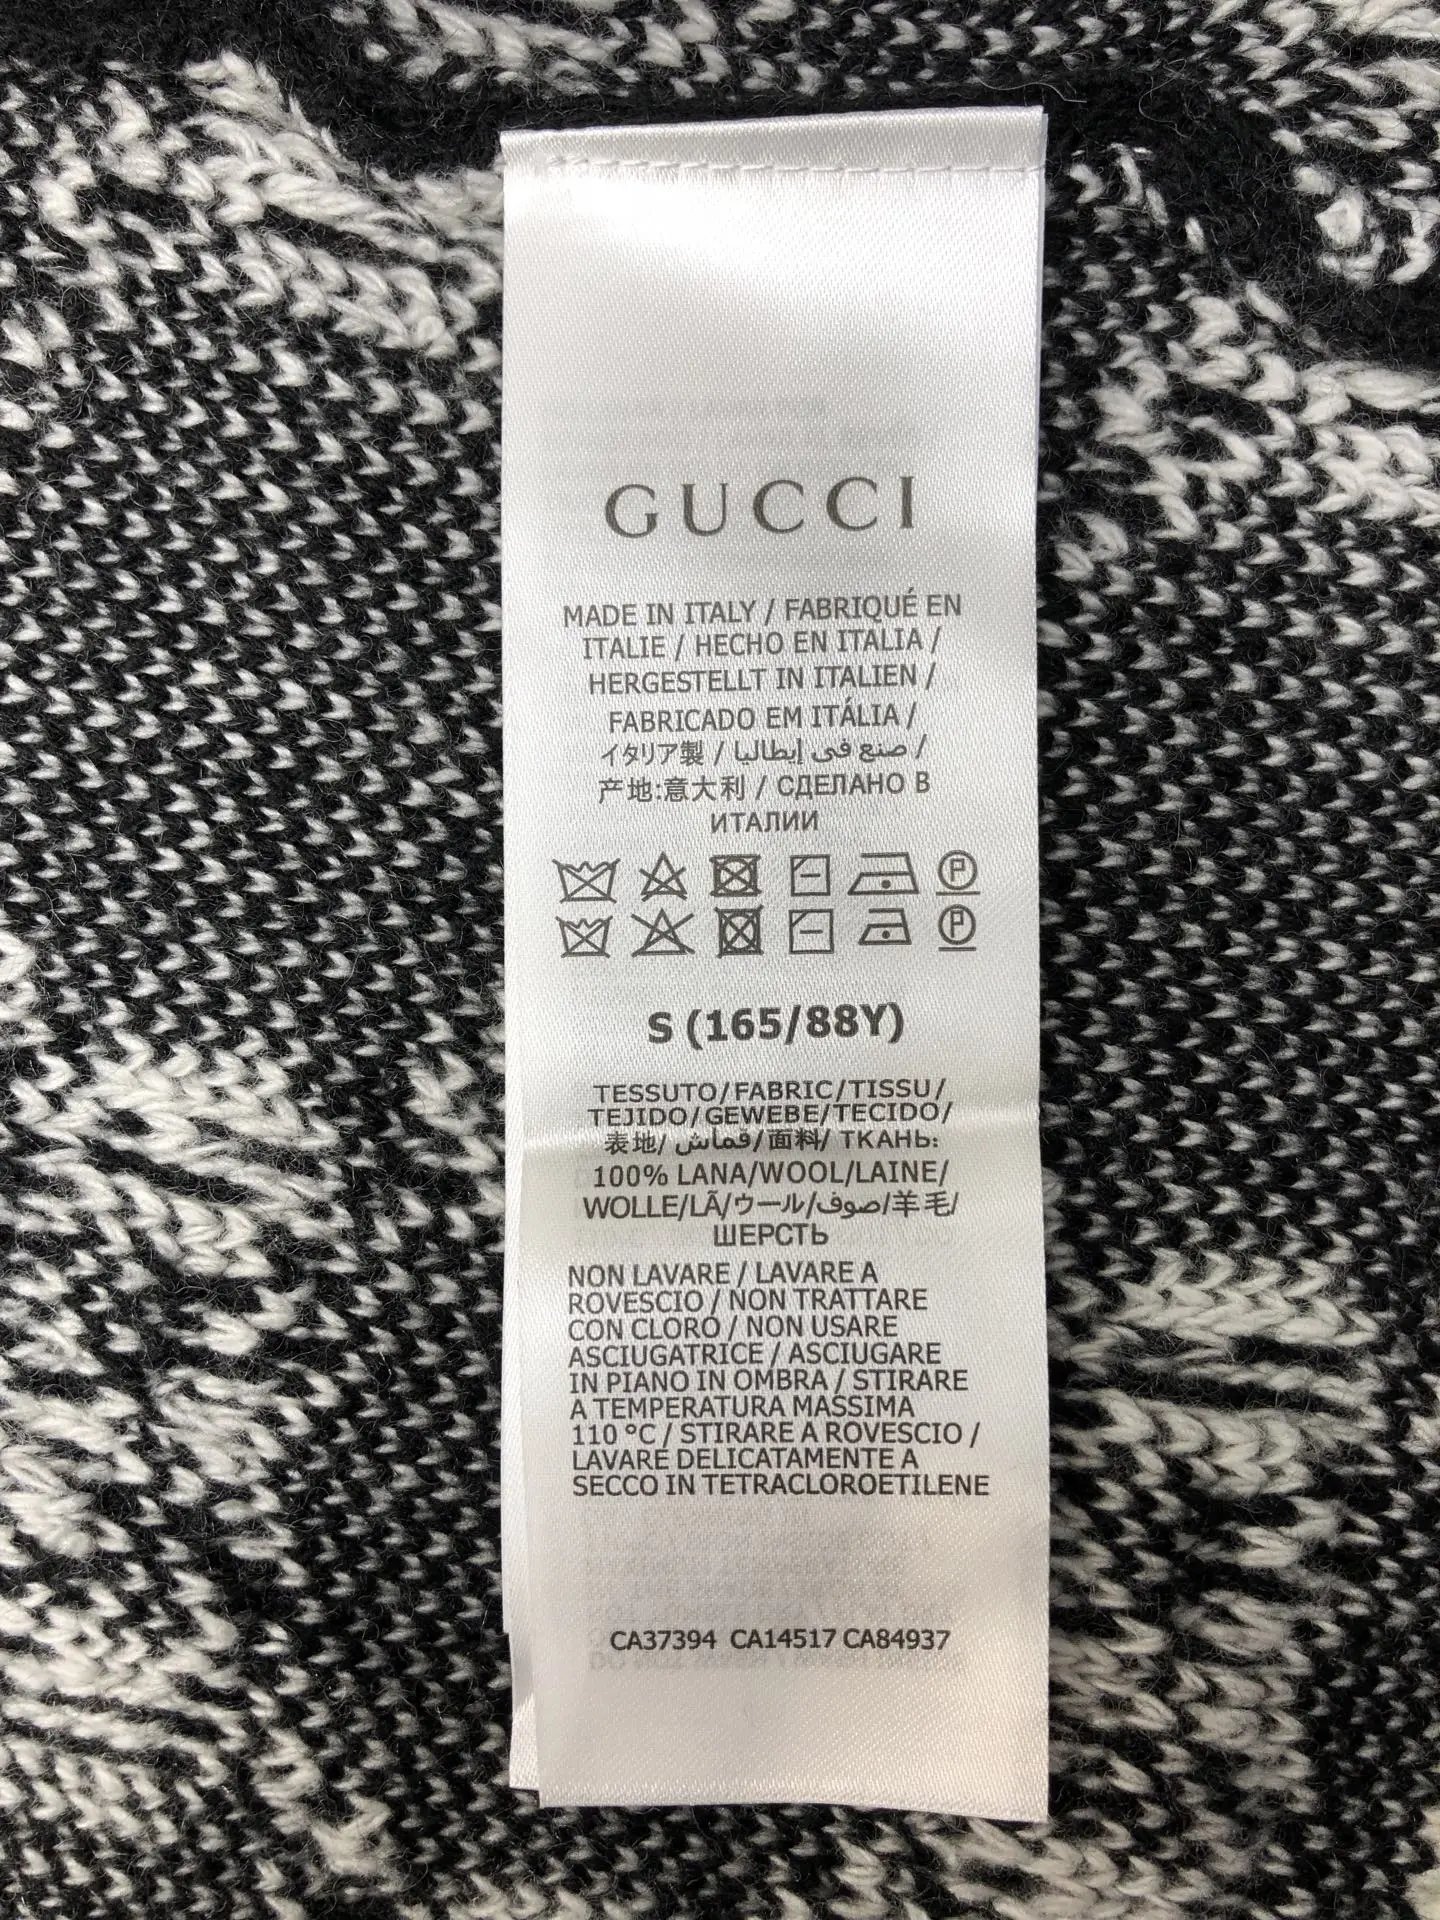 GUCCI
MADE IN ITALY / FABRIQUÉ EN
ITALIE / HECHO EN ITALIA /
HERGESTELLT IN ITALIEN /
FABRICADO EM ITÁLIA /
イタリア製 / صنع في إيطاليا /
产地:意大利 / СДЕЛАНО В
ИТАЛИИ
P
P
S (165/88Y)
TESSUTO/FABRIC/TISSU/
TEJIDO/GEWEBE/TECIDO/
表地/قماش/面料/ ТКАНЬ:
100% LANA/WOOL/LAINE/
WOLLE/LÃ/ウール/صوف/羊毛/
ШЕРСТЬ
NON LAVARE / LAVARE A
ROVESCIO / NON TRATTARE
CON CLORO / NON USARE
ASCIUGATRICE / ASCIUGARE
IN PIANO IN OMBRA / STIRARE
A TEMPERATURA MASSIMA
110 °C / STIRARE A ROVESCIO /
LAVARE DELICATAMENTE A
SECCO IN TETRACLOROETILENE
CA37394 CA14517 CA84937